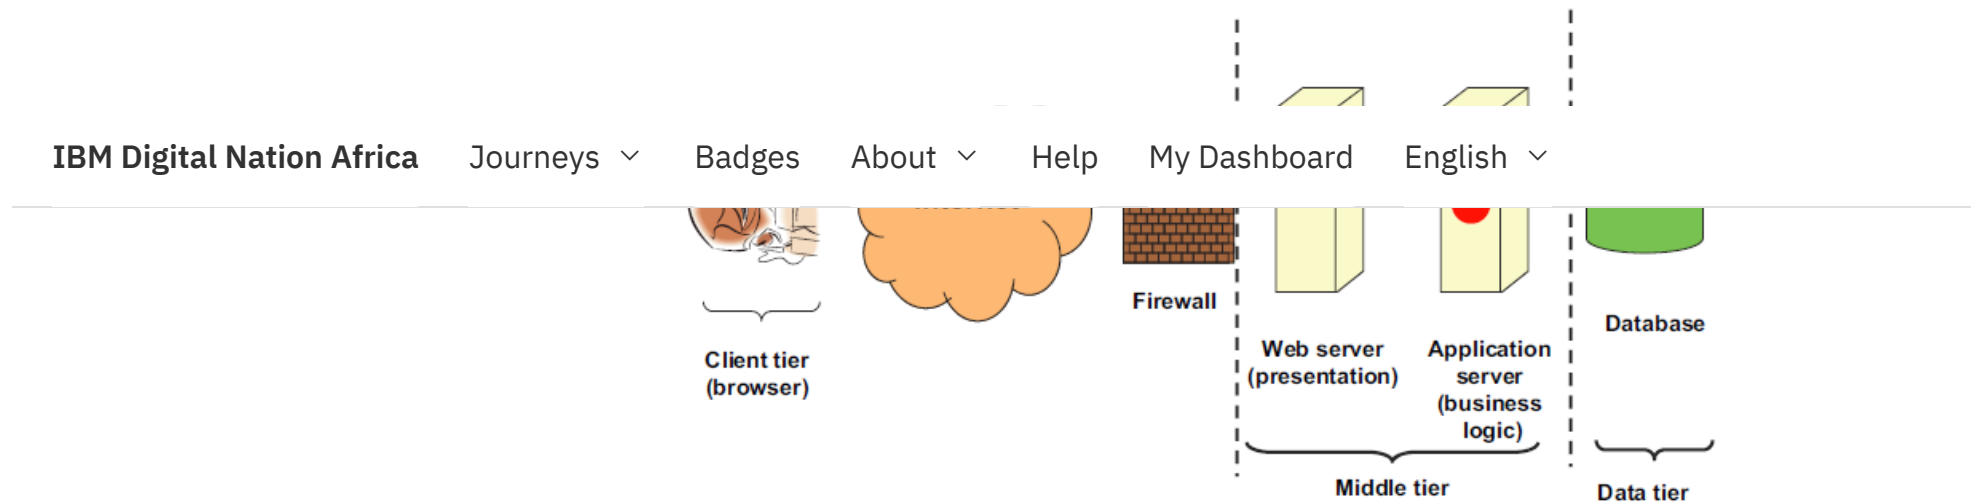 IBM Digital Nation Africa Journeys Badges About Help My Dashboard English
Firewall
Database
Client tier
(browser)
Web server
(presentation)
Application
server
(business
logic)
Middle tier
Data tier